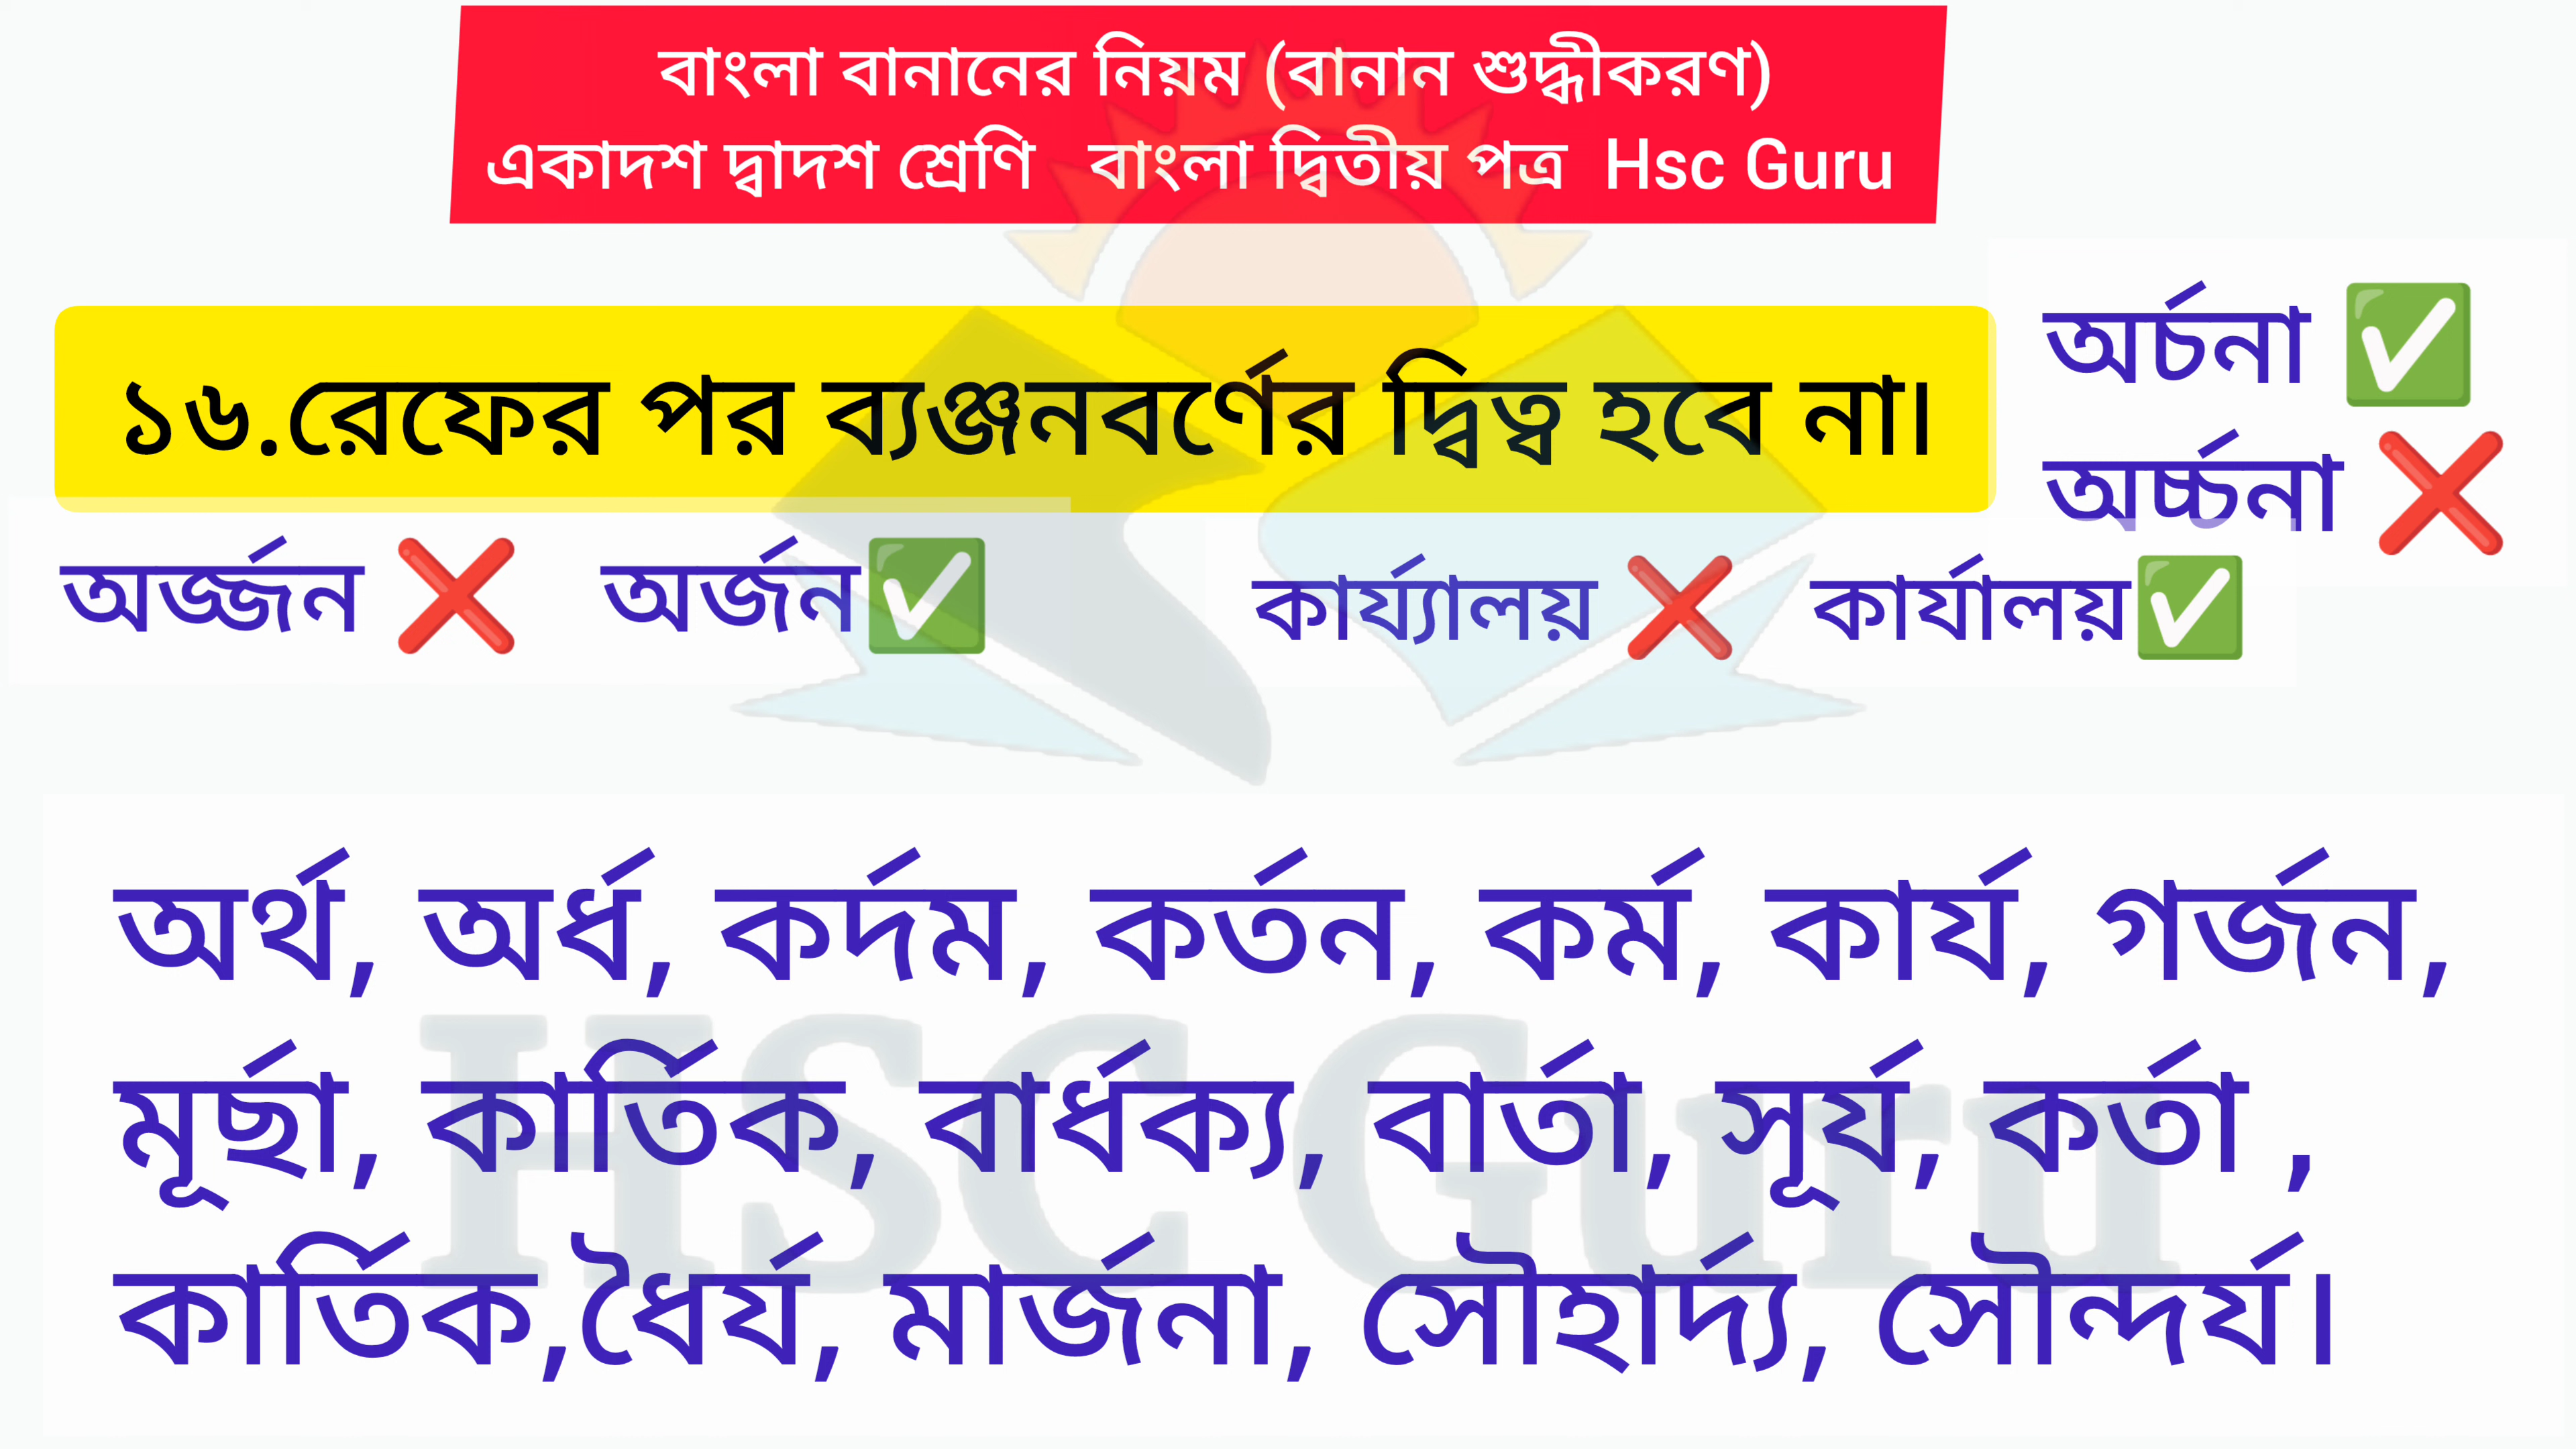 বাংলা বানানের নিয়ম (বানান শুদ্ধীকরণ)
একাদশ দ্বাদশ শ্রেণি বাংলা দ্বিতীয় পত্র Hsc Guru
১৬.রেফের পর ব্যঞ্জনবর্ণের দ্বিত্ব হবে না।
অর্চনা ✅
অর্চ্চনা ❌
অর্জ্জন ❌ অর্জন✅ কার্য্যালয় ❌ কার্যালয়✅
অর্থ, অর্ধ, কর্দম, কর্তন, কর্ম, কার্য, গর্জন,
মূর্ছা, কার্তিক, বার্ধক্য, বার্তা, সূর্য, কর্তা ,
কার্তিক,ধৈর্য, মার্জনা, সৌহার্দ্য, সৌন্দর্য।
HSC Guru